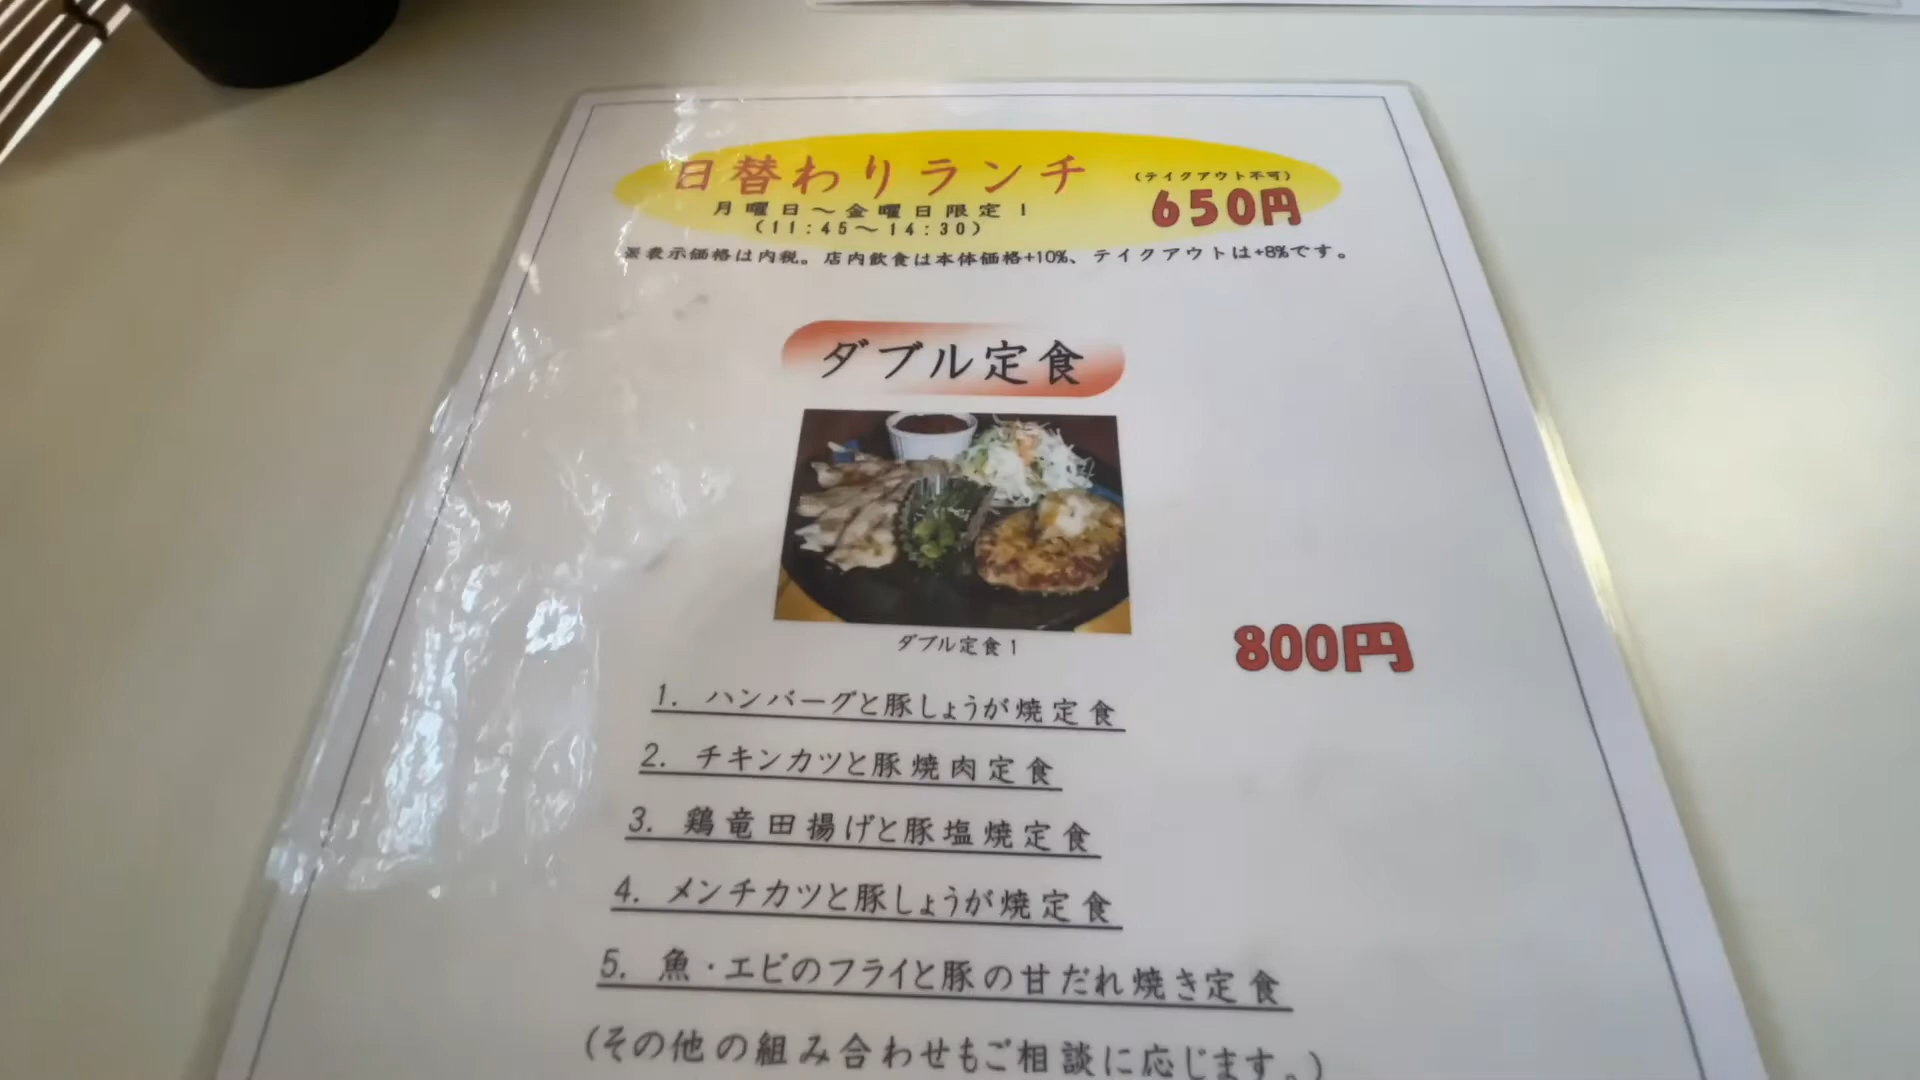 日替わりランチ
(テイクアウト不可)
650円
月曜日～金曜日限定!
(11:45～14:30)
※表示価格は内税。店内飲食は本体価格+10%、テイクアウトは+8%です。
ダブル定食
ダブル定食1
800円
1. ハンバーグと豚しょうが焼定食
2. チキンカツと豚焼肉定食
3. 鶏竜田揚げと豚塩焼定食
4. メンチカツと豚しょうが焼定食
5. 魚・エビのフライと豚の甘だれ焼き定食
(その他の組み合わせもご相談に応じます。)